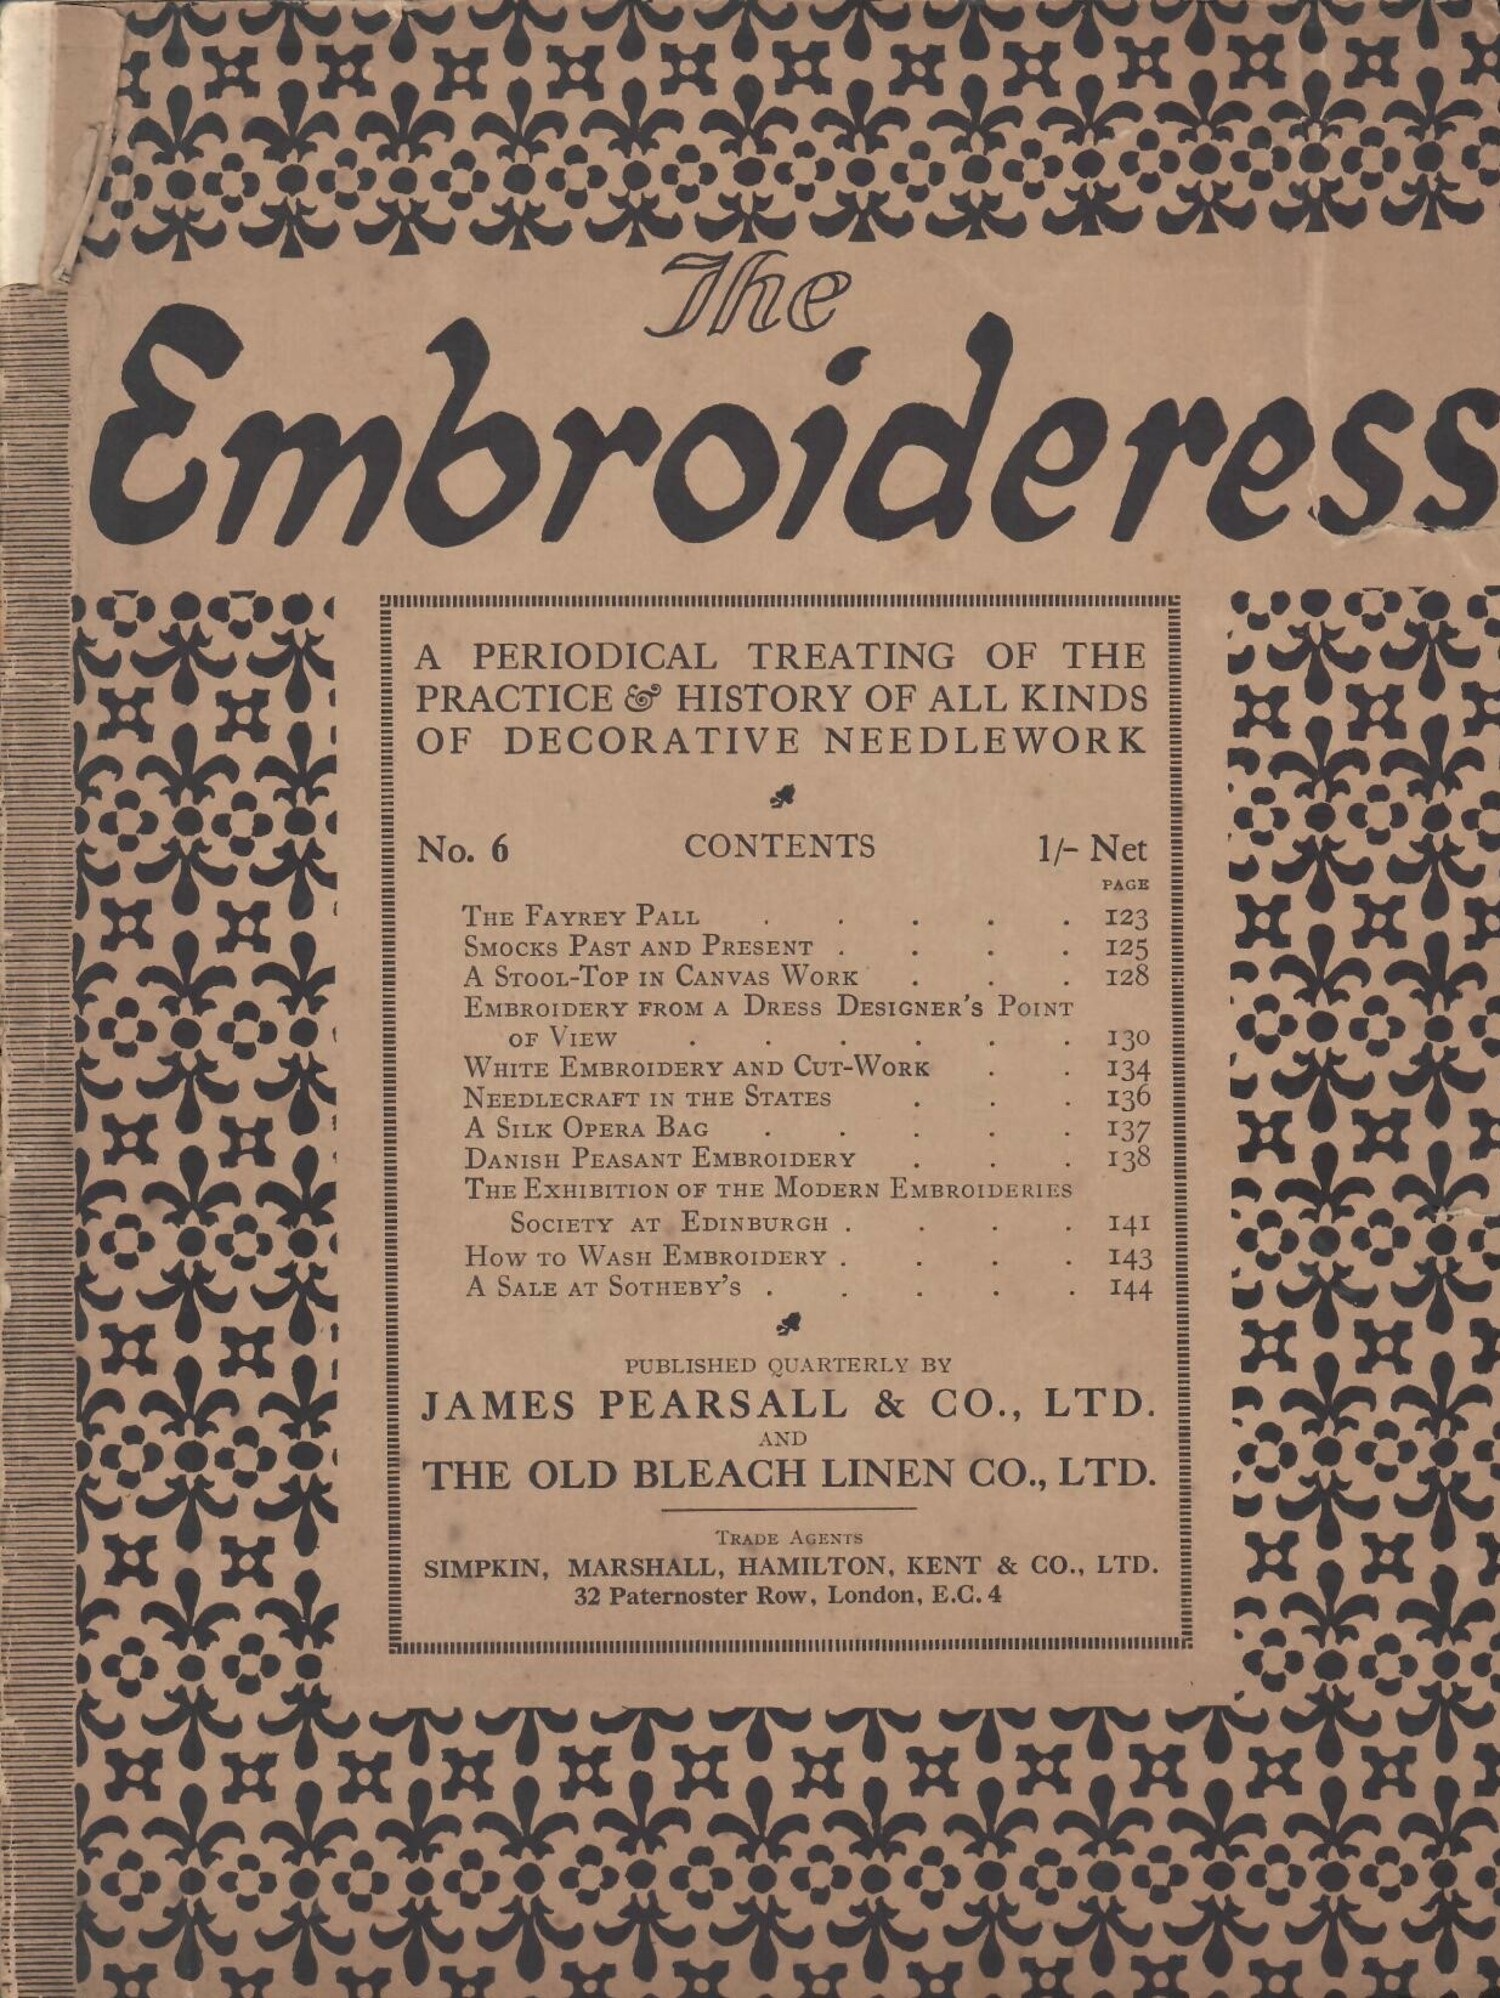 The
Embroideress
A PERIODICAL TREATING OF THE
PRACTICE & HISTORY OF ALL KINDS
OF DECORATIVE NEEDLEWORK
No. 6 CONTENTS 1/- Net
PAGE
THE FAYREY PALL . . . . . 123
SMOCKS PAST AND PRESENT . . . . 125
A STOOL-TOP IN CANVAS WORK . . . 128
EMBROIDERY FROM A DRESS DESIGNER'S POINT
OF VIEW . . . . . . 130
WHITE EMBROIDERY AND CUT-WORK . . 134
NEEDLECRAFT IN THE STATES . . . 136
A SILK OPERA BAG . . . . . 137
DANISH PEASANT EMBROIDERY . . . 138
THE EXHIBITION OF THE MODERN EMBROIDERIES
SOCIETY AT EDINBURGH . . . . 141
HOW TO WASH EMBROIDERY . . . . 143
A SALE AT SOTHEBY'S . . . . . 144
PUBLISHED QUARTERLY BY
JAMES PEARSALL & CO., LTD.
AND
THE OLD BLEACH LINEN CO., LTD.
TRADE AGENTS
SIMPKIN, MARSHALL, HAMILTON, KENT & CO., LTD.
32 Paternoster Row, London, E.C. 4